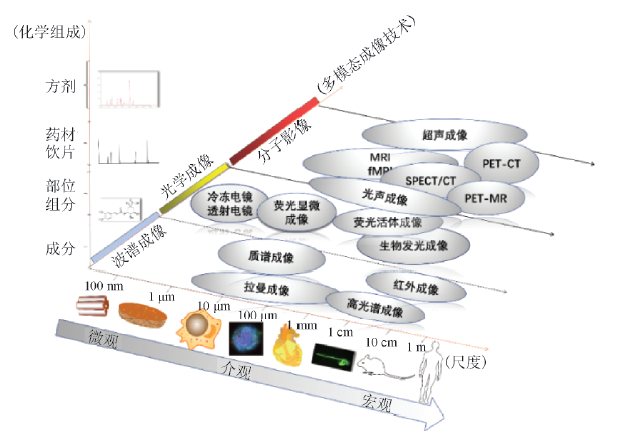 (化学组成)
方剂
药材
饮片
部位
组分
成分
波谱成像
光学成像
分子影像
(多模态成像技术)
超声成像
MRI
fMRI
PET-CT
SPECT/CT
光声成像
PET-MR
冷冻电镜
透射电镜
荧光显微
成像
荧光活体成像
生物发光成像
质谱成像
拉曼成像
红外成像
高光谱成像
100 nm
1 μm
10 μm
100 μm
1 mm
1 cm
10 cm
1 m
(尺度)
微观
介观
宏观